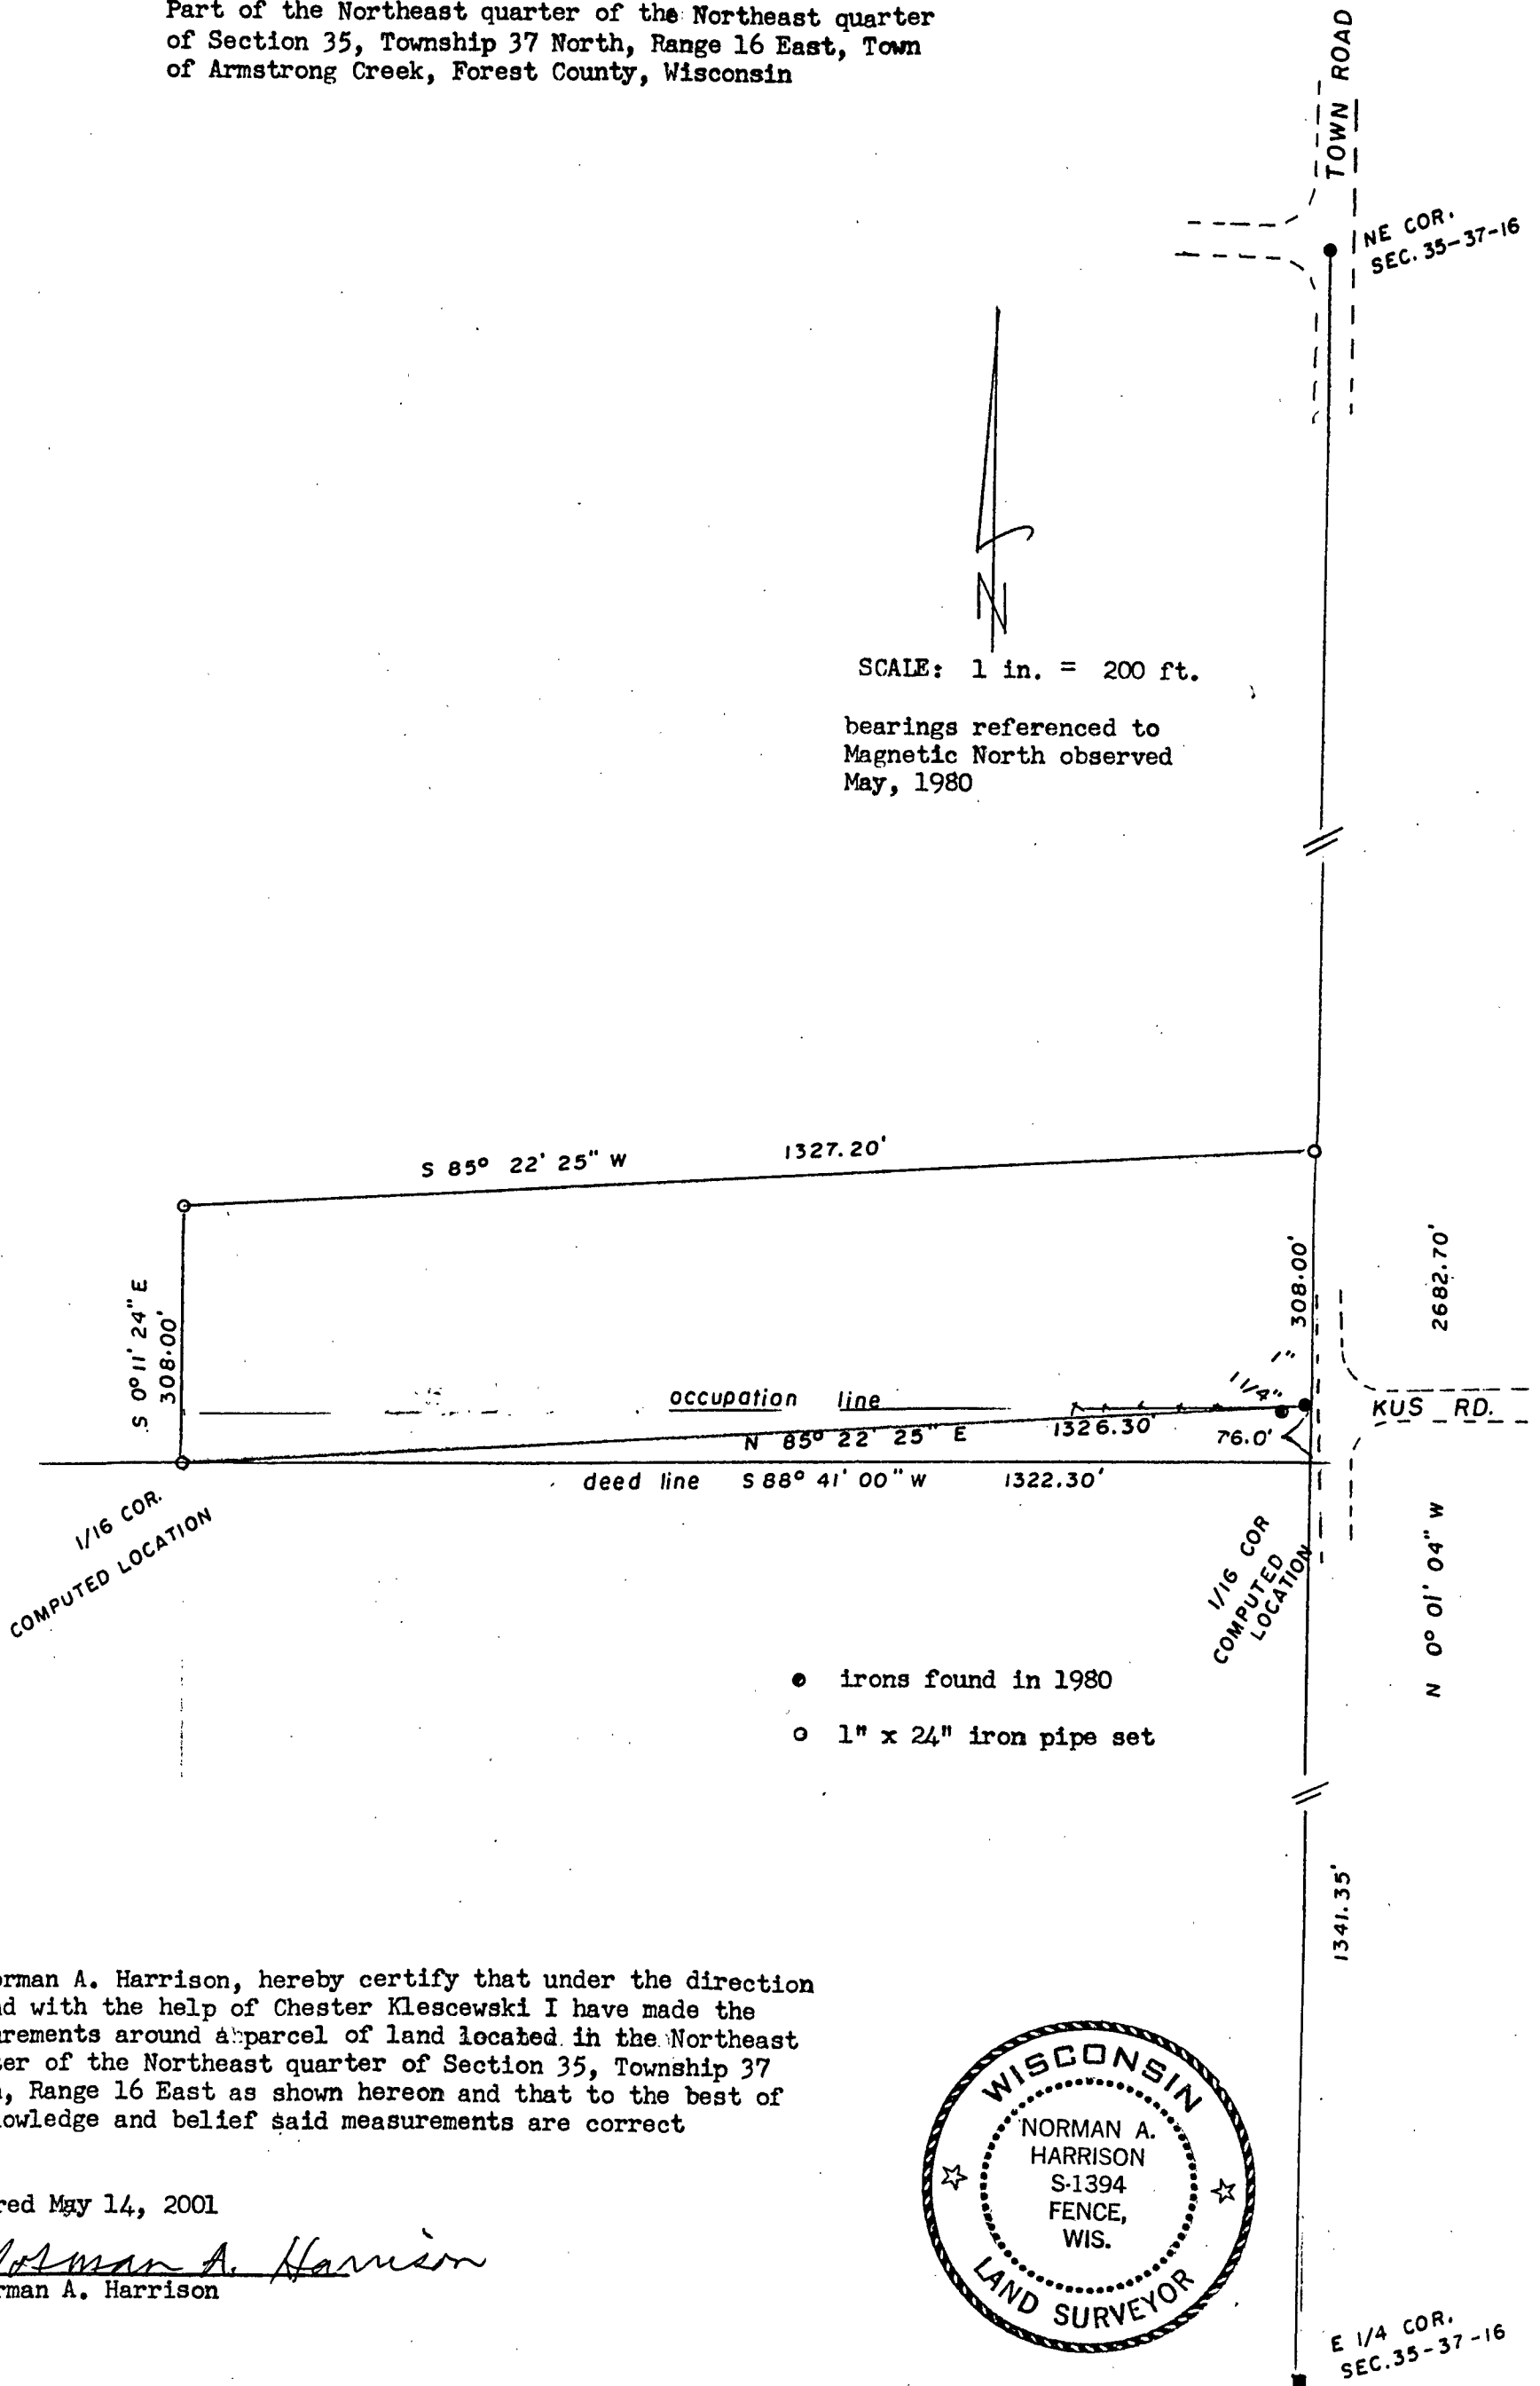 Part of the Northeast quarter of the Northeast quarter
of Section 35, Township 37 North, Range 16 East, Town
of Armstrong Creek, Forest County, Wisconsin
TOWN ROAD
NE COR.
SEC. 35-37-16
N
SCALE: 1 in. = 200 ft.
bearings referenced to
Magnetic North observed
May, 1980
S 85° 22' 25" W 1327.20'
S 0° 11' 24" E
308.00'
308.00'
2682.70'
1"
1 1/4"
occupation line
KUS RD.
N 85° 22' 25" E 1326.30'
76.0'
deed line S 88° 41' 00" W 1322.30'
1/16 COR.
COMPUTED LOCATION
1/16 COR
COMPUTED
LOCATION
N 0° 01' 04" W
irons found in 1980
1" x 24" iron pipe set
1341.35'
rman A. Harrison, hereby certify that under the direction
d with the help of Chester Klescewski I have made the
rements around a parcel of land located in the Northeast
er of the Northeast quarter of Section 35, Township 37
, Range 16 East as shown hereon and that to the best of
owledge and belief said measurements are correct
red May 14, 2001
Norman A. Harrison
rman A. Harrison
WISCONSIN
NORMAN A.
HARRISON
S-1394
FENCE,
WIS.
LAND SURVEYOR
E 1/4 COR.
SEC. 35-37-16